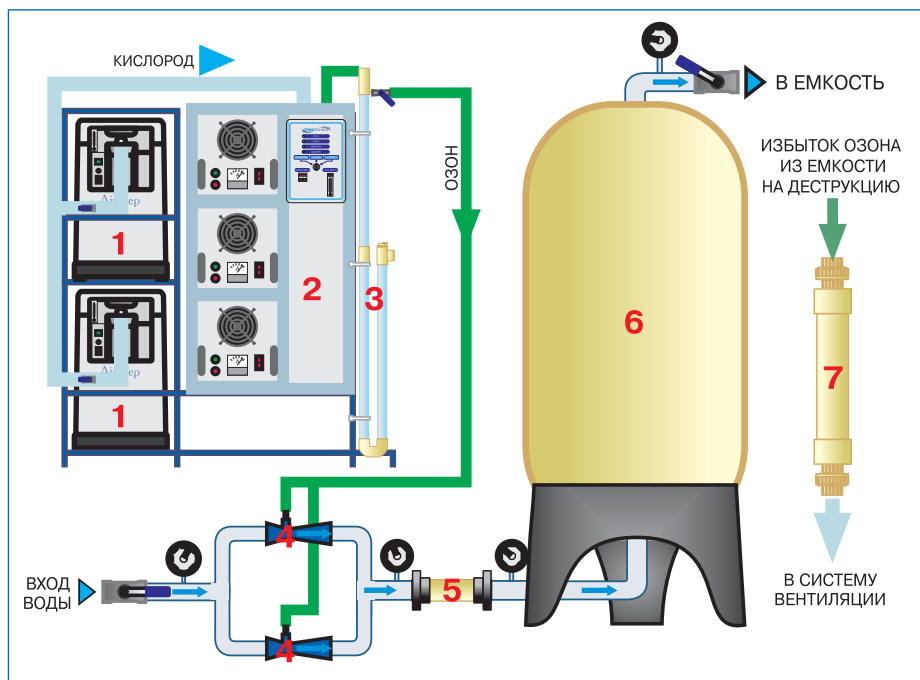 КИСЛОРОД
В ЕМКОСТЬ
ИЗБЫТОК ОЗОНА
ИЗ ЕМКОСТИ
НА ДЕСТРУКЦИЮ
ОЗОН
1
2
3
6
7
1
4
ВХОД
ВОДЫ
5
4
В СИСТЕМУ
ВЕНТИЛЯЦИИ